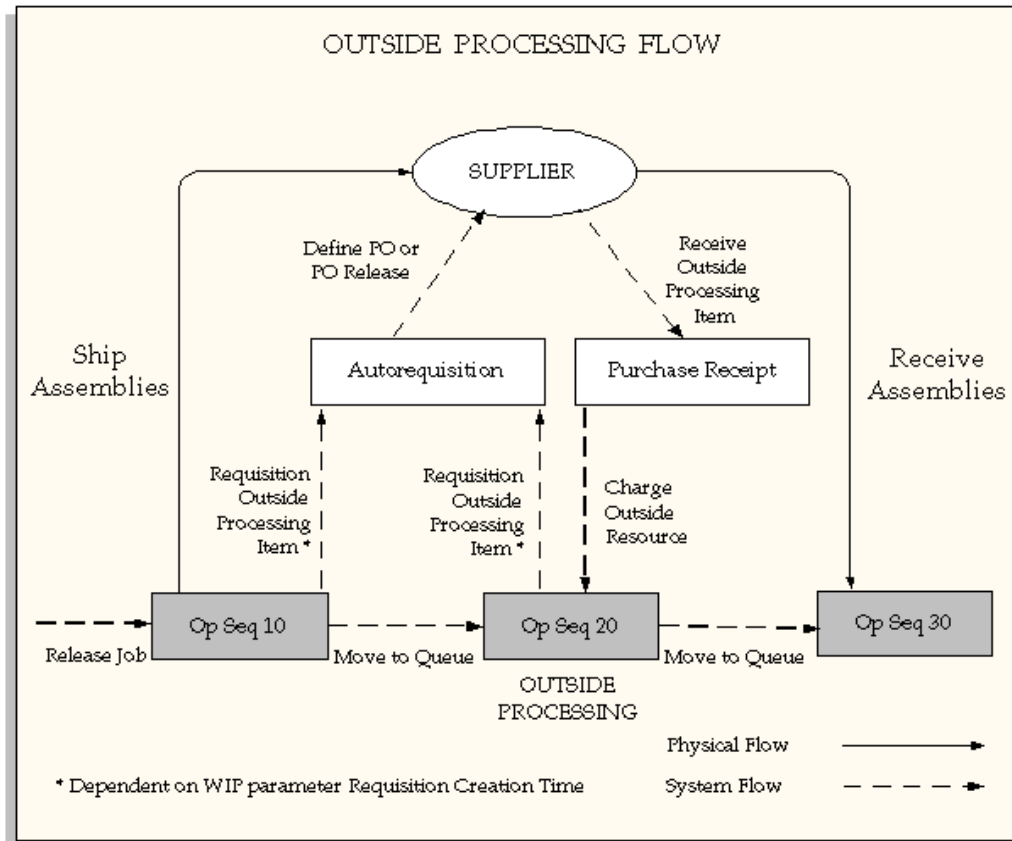 OUTSIDE PROCESSING FLOW
SUPPLIER
Define PO or
PO Release
Receive
Outside
Processing
Item
Ship
Assemblies
Autorequisition
Purchase Receipt
Receive
Assemblies
Requisition
Outside
Processing
Item *
Requisition
Outside
Processing
Item *
Charge
Outside
Resource
Op Seq 10
Op Seq 20
Op Seq 30
Release Job
Move to Queue
Move to Queue
OUTSIDE
PROCESSING
Physical Flow
* Dependent on WIP parameter Requisition Creation Time
System Flow